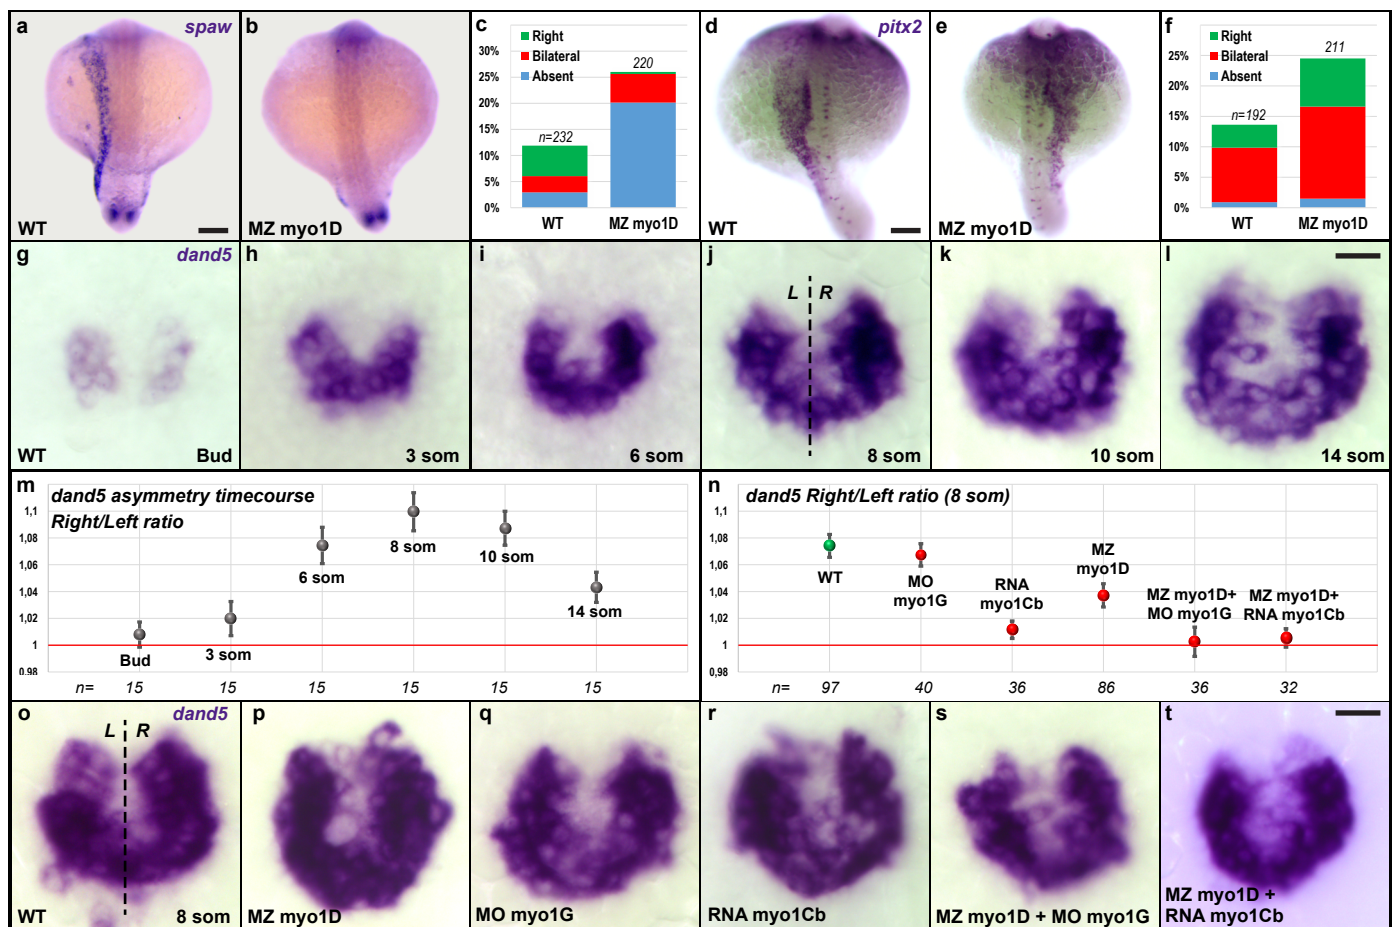 a
spaw
WT
b
MZ myo1D
c
Right
Bilateral
Absent
30%
25%
20%
15%
10%
5%
0%
n=232
220
WT
MZ myo1D
d
pitx2
WT
e
MZ myo1D
f
Right
Bilateral
Absent
25%
20%
15%
10%
5%
0%
n=192
211
WT
MZ myo1D
g
dand5
WT
Bud
h
3 som
i
6 som
j
L
R
8 som
k
10 som
l
14 som
m
dand5 asymmetry timecourse
Right/Left ratio
1,1
1,08
1,06
1,04
1,02
1
0,98
Bud
3 som
6 som
8 som
10 som
14 som
n=
15
15
15
15
15
15
n
dand5 Right/Left ratio (8 som)
1,1
1,08
1,06
1,04
1,02
1
0,98
WT
MO
myo1G
RNA
myo1Cb
MZ
myo1D
MZ myo1D+
MO myo1G
MZ myo1D+
RNA myo1Cb
n=
97
40
36
86
36
32
o
dand5
L
R
WT
8 som
p
MZ myo1D
q
MO myo1G
r
RNA myo1Cb
s
MZ myo1D + MO myo1G
t
MZ myo1D +
RNA myo1Cb